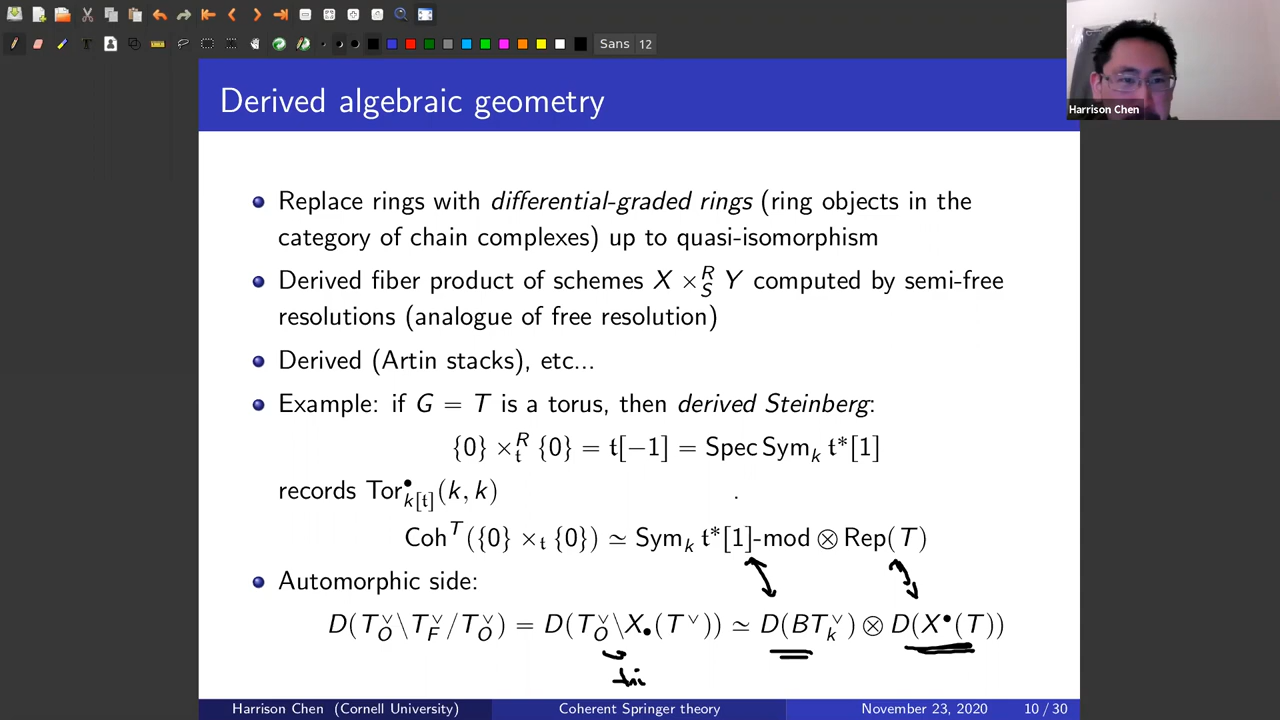 Sans 12
Harrison Chen
Derived algebraic geometry
Replace rings with differential-graded rings (ring objects in the
category of chain complexes) up to quasi-isomorphism
Derived fiber product of schemes X ×ᴿ_S Y computed by semi-free
resolutions (analogue of free resolution)
Derived (Artin stacks), etc...
Example: if G = T is a torus, then derived Steinberg:
{0} ×ᴿ_𝔱 {0} = 𝔱[−1] = Spec Sym_k 𝔱*[1]
records Tor^•_{k[𝔱]}(k, k)
Coh^T({0} ×_𝔱 {0}) ≃ Sym_k 𝔱*[1]-mod ⊗ Rep(T)
Automorphic side:
D(T^∨_O\T^∨_F/T^∨_O) = D(T^∨_O\X_•(T^∨)) ≃ D(BT^∨_k) ⊗ D(X^•(T))
Harrison Chen (Cornell University) Coherent Springer theory November 23, 2020 10 / 30